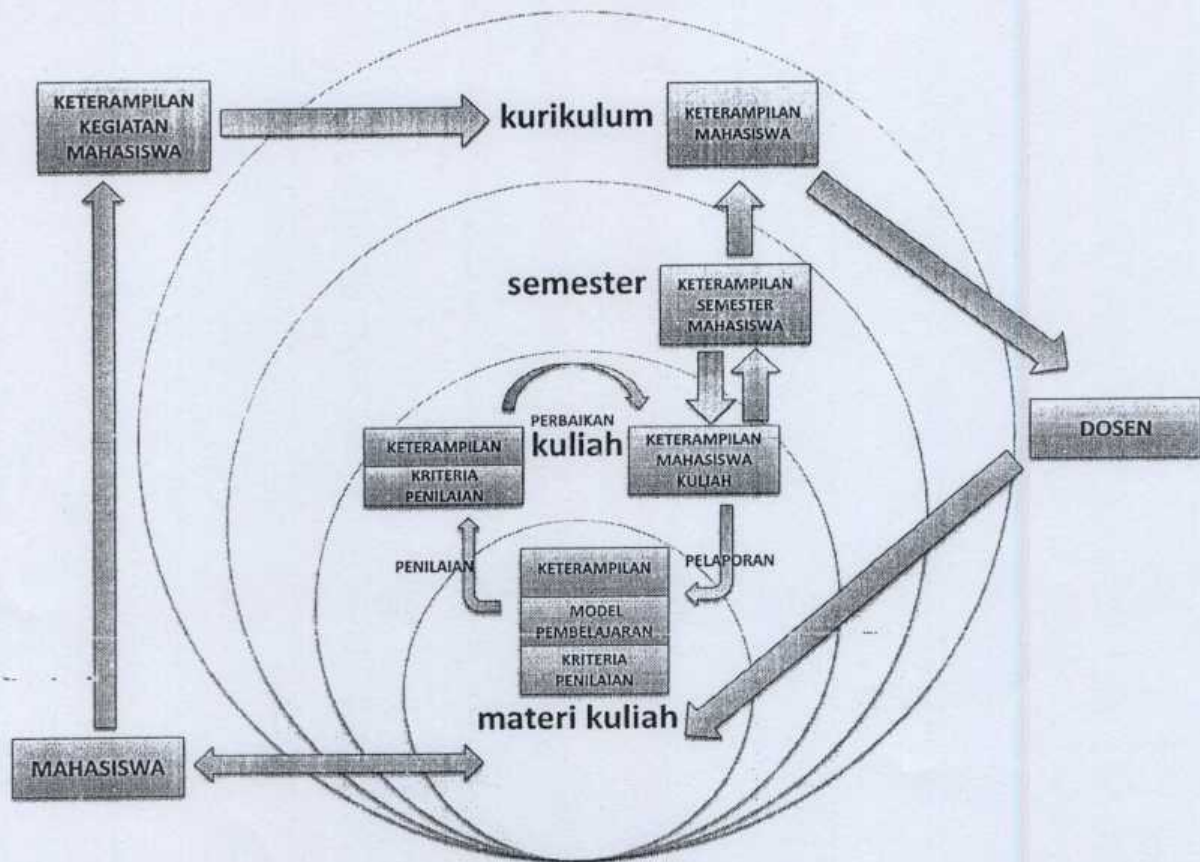 KETERAMPILAN
KEGIATAN
MAHASISWA
kurikulum
KETERAMPILAN
MAHASISWA
semester
KETERAMPILAN
SEMESTER
MAHASISWA
PERBAIKAN
kuliah
KETERAMPILAN
KRITERIA
PENILAIAN
KETERAMPILAN
MAHASISWA
KULIAH
DOSEN
PENILAIAN
PELAPORAN
KETERAMPILAN
MODEL
PEMBELAJARAN
KRITERIA
PENILAIAN
materi kuliah
MAHASISWA